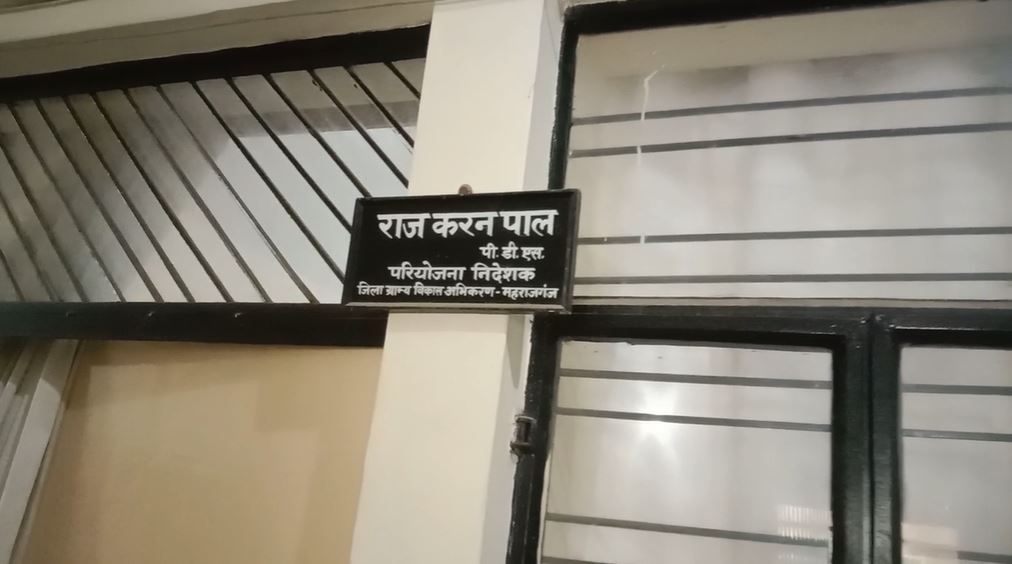 राज करन पाल
पी. डी. एस.
परियोजना निदेशक
जिला ग्राम्य विकास अभिकरण-महराजगंज